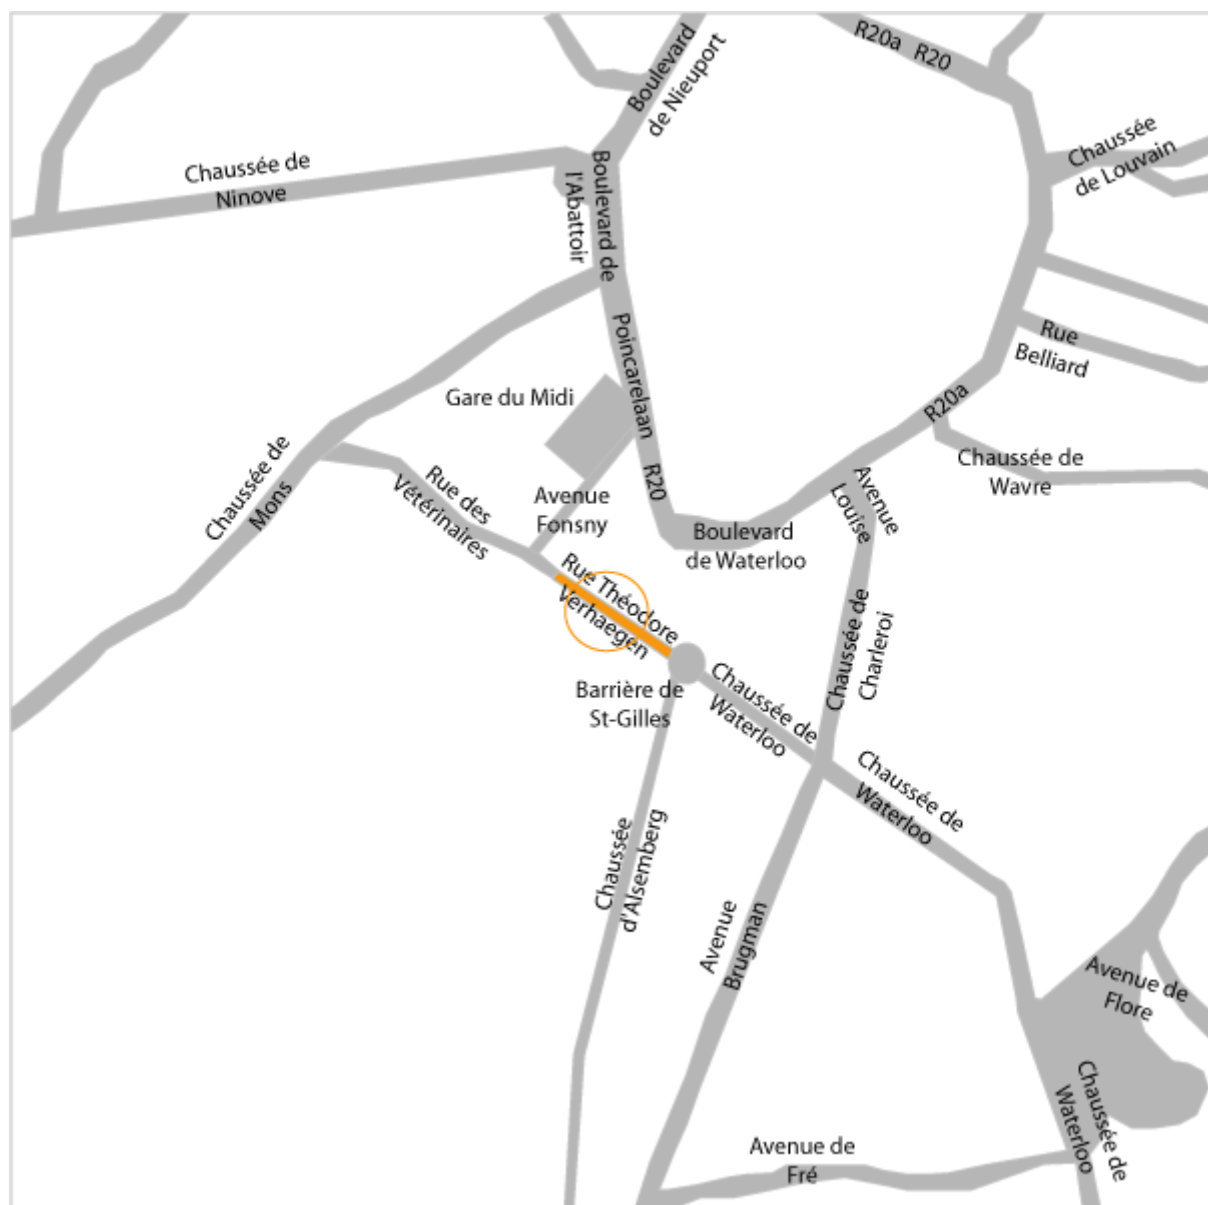 R20a R20
Boulevard
de Nieuport
Chaussée
de Louvain
Chaussée de
Ninove
Boulevard de
l'Abattoir
Poincarelaan
R20
Rue
Belliard
R20a
Gare du Midi
Chaussée de
Mons
Rue des
Vétérinaires
Avenue
Fonsny
Avenue
Louise
Chaussée de
Wavre
Boulevard
de Waterloo
Rue Théodore
Verhaegen
Chaussée de
Charleroi
Barrière de
St-Gilles
Chaussée de
Waterloo
Chaussée de
Waterloo
Chaussée
d'Alsemberg
Avenue
Brugman
Avenue de
Flore
Chaussée de
Waterloo
Avenue de
Fré